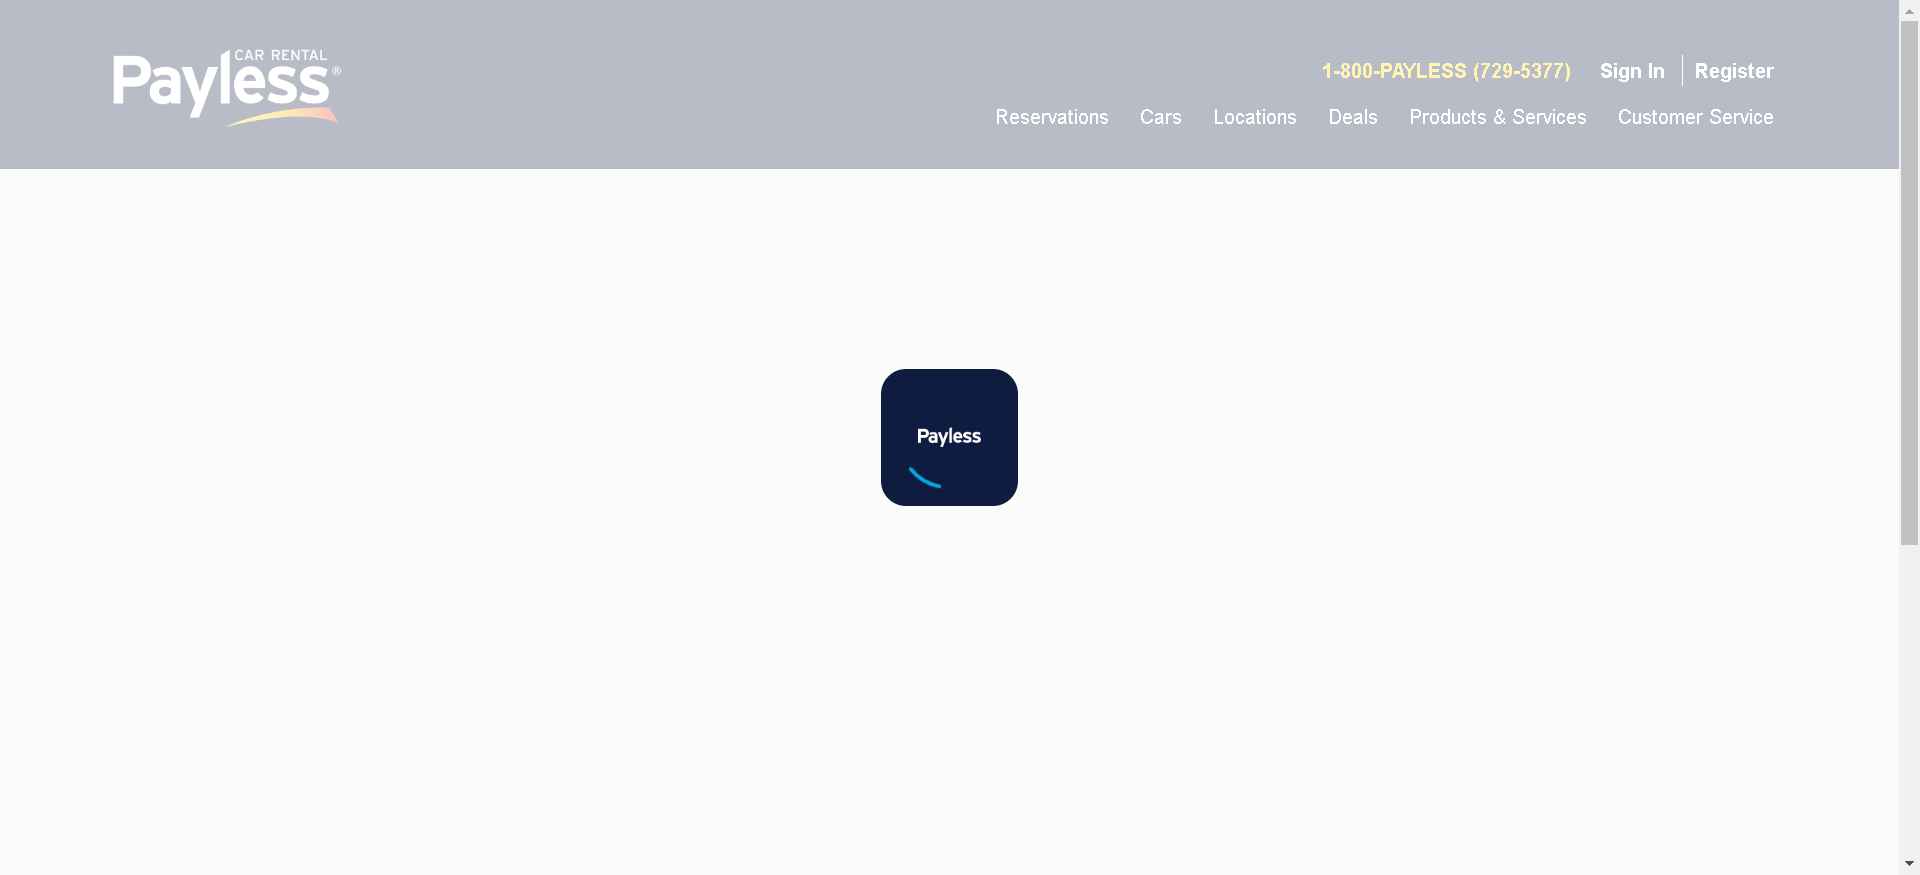 CAR RENTAL
Payless®
1-800-PAYLESS (729-5377) Sign In Register
Reservations Cars Locations Deals Products & Services Customer Service
Payless